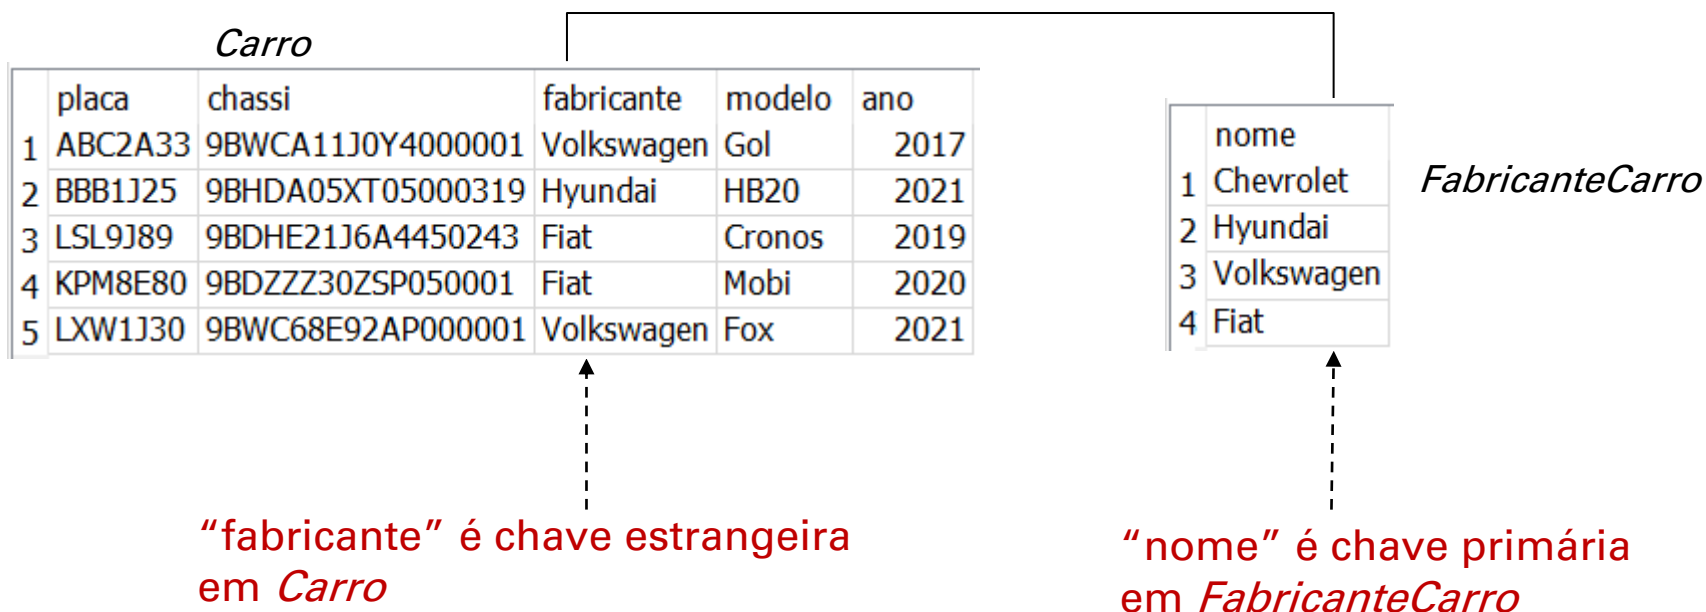 Carro
placa chassi fabricante modelo ano
1 ABC2A33 9BWCA11J0Y4000001 Volkswagen Gol 2017
2 BBB1J25 9BHDA05XT05000319 Hyundai HB20 2021
3 LSL9J89 9BDHE21J6A4450243 Fiat Cronos 2019
4 KPM8E80 9BDZZZ30ZSP050001 Fiat Mobi 2020
5 LXW1J30 9BWC68E92AP000001 Volkswagen Fox 2021
nome
1 Chevrolet
2 Hyundai
3 Volkswagen
4 Fiat
FabricanteCarro
“fabricante” é chave estrangeira
em Carro
“nome” é chave primária
em FabricanteCarro